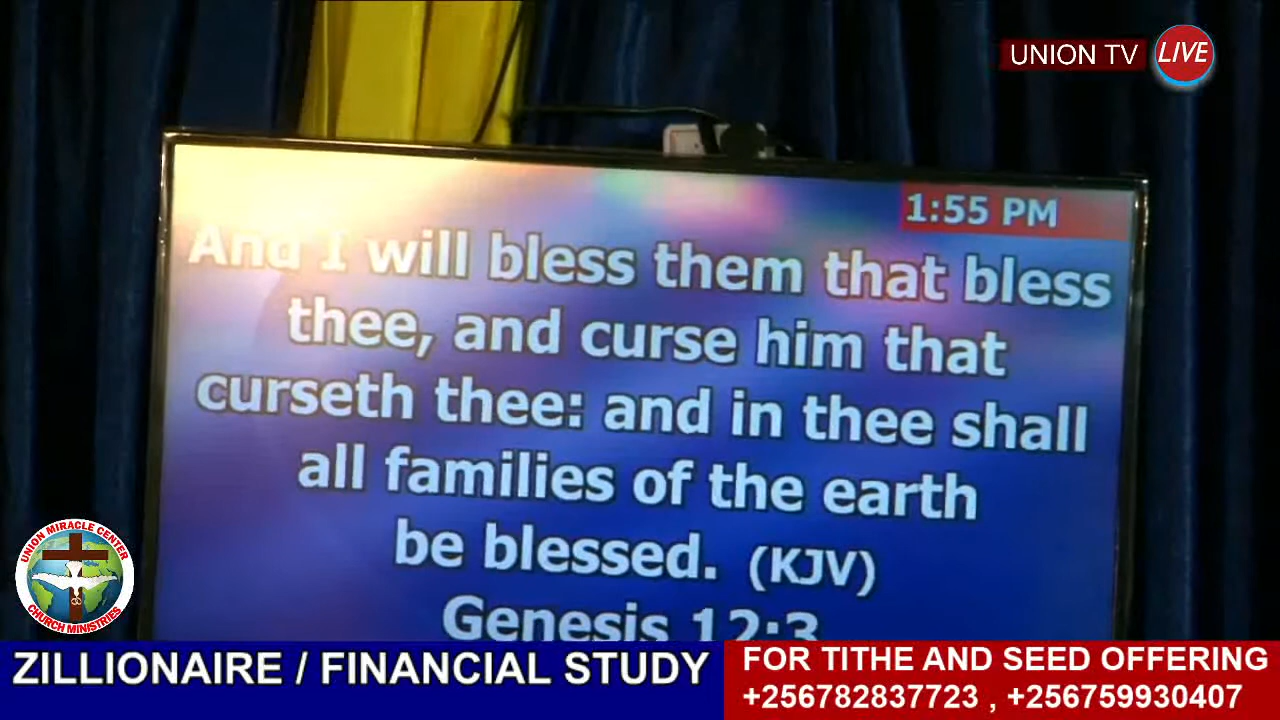 UNION TV LIVE
1:55 PM
And I will bless them that bless
thee, and curse him that
curseth thee: and in thee shall
all families of the earth
be blessed. (KJV)
Genesis 12:3
UNION MIRACLE CENTER
CHURCH MINISTRIES
ZILLIONAIRE / FINANCIAL STUDY
FOR TITHE AND SEED OFFERING
+256782837723 , +256759930407